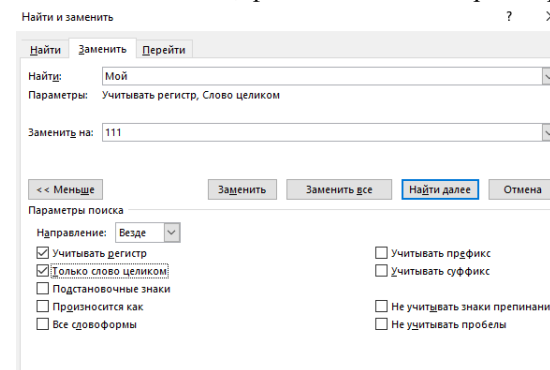 Найти и заменить ?
Найти Заменить Перейти
Найти: Мой
Параметры: Учитывать регистр, Слово целиком
Заменить на: 111
<< Меньше Заменить Заменить все Найти далее Отмена
Параметры поиска
Направление: Везде
Учитывать регистр Учитывать префикс
Только слово целиком Учитывать суффикс
Подстановочные знаки
Произносится как Не учитывать знаки препинани
Все словоформы Не учитывать пробелы